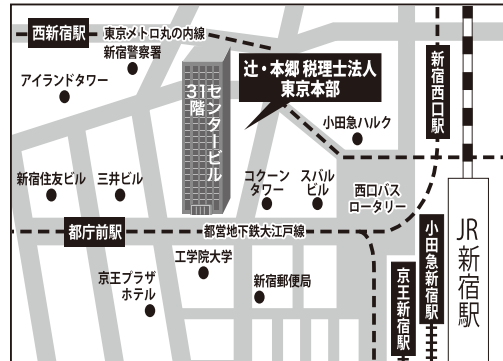 西新宿駅
東京メトロ丸の内線
新宿警察署
アイランドタワー
センタービル
31階
辻・本郷 税理士法人
東京本部
小田急ハルク
新宿西口駅
新宿住友ビル
三井ビル
コクーン
タワー
スバル
ビル
西口バス
ロータリー
都庁前駅
都営地下鉄大江戸線
工学院大学
京王プラザ
ホテル
新宿郵便局
京王新宿駅
小田急新宿駅
JR新宿駅